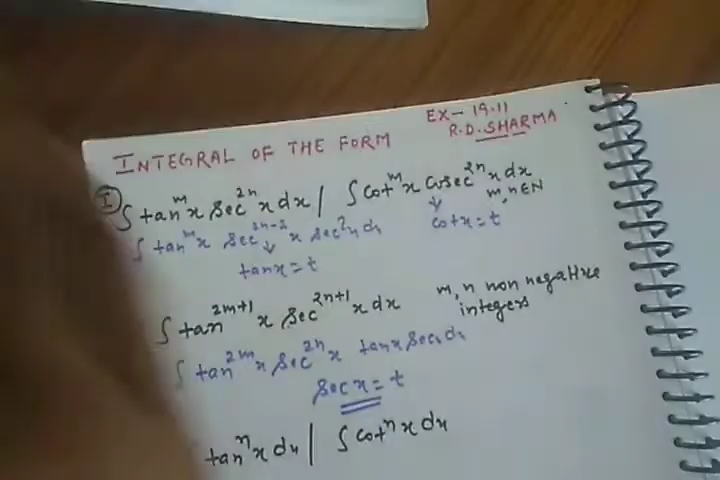 EX - 19.11
INTEGRAL OF THE FORM R.D. SHARMA
I ∫ tan^m x sec^2n x dx / ∫ cot^m x cosec^2n x dx
m, n ∈ N
∫ tan^m x sec^2n-2 x sec^2 x dx ↓ cot x = t
↓
tan x = t
∫ tan^2m+1 x sec^2n+1 x dx m, n non negative
integers
∫ tan^2m x sec^2n x tan x sec x dx
sec x = t
tan^n x dx / ∫ cot^n x dx